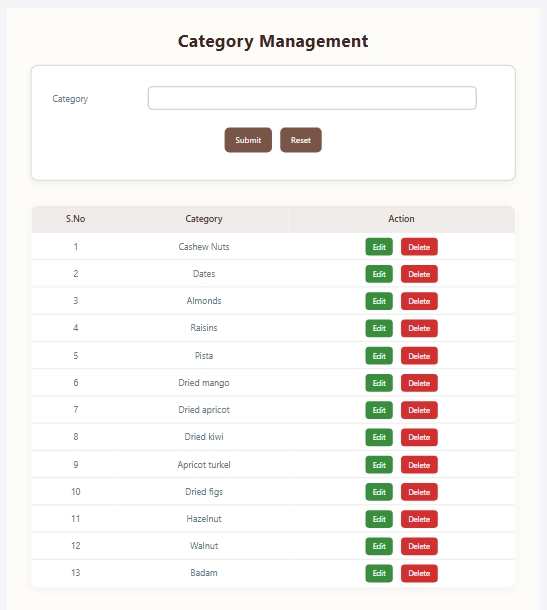 Category Management
Category
Submit Reset
S.No Category Action
1 Cashew Nuts Edit Delete
2 Dates Edit Delete
3 Almonds Edit Delete
4 Raisins Edit Delete
5 Pista Edit Delete
6 Dried mango Edit Delete
7 Dried apricot Edit Delete
8 Dried kiwi Edit Delete
9 Apricot turkel Edit Delete
10 Dried figs Edit Delete
11 Hazelnut Edit Delete
12 Walnut Edit Delete
13 Badam Edit Delete